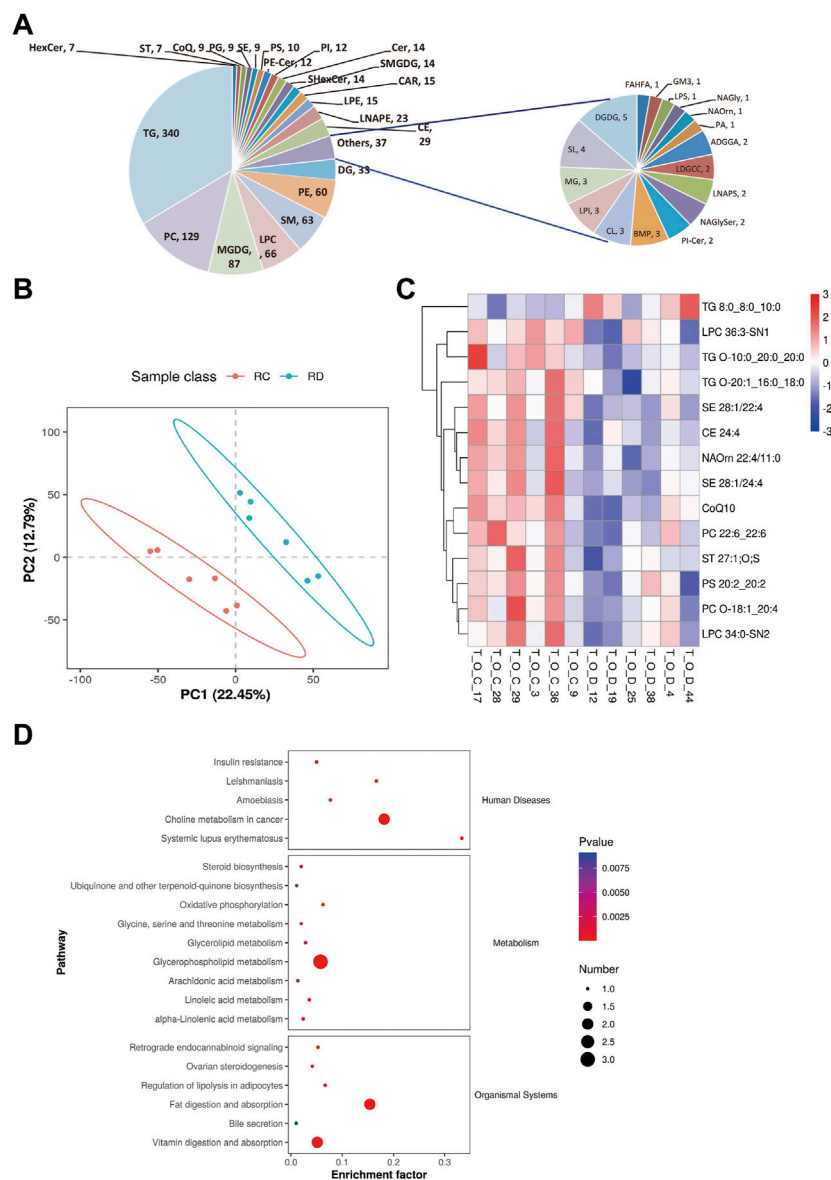 A
HexCer, 7
ST, 7
CoQ, 9
PG, 9
SE, 9
PS, 10
PE-Cer, 12
PI, 12
Cer, 14
SMGDG, 14
SHexCer, 14
CAR, 15
LPE, 15
LNAPE, 23
CE,
29
Others, 37
DG, 33
PE, 60
SM, 63
LPC
, 66
MGDG,
87
PC, 129
TG, 340
FAHFA, 1
GM3, 1
LPS, 1
NAGly, 1
NAOrn, 1
PA, 1
ADGGA, 2
LDGCC, 2
LNAPS, 2
NAGlySer, 2
PI-Cer, 2
BMP, 3
CL, 3
LPI, 3
MG, 3
SL, 4
DGDG, 5
B
Sample class RC RD
PC2 (12.79%)
100
50
0
-50
-100 -50 0 50
PC1 (22.45%)
C
TG 8:0_8:0_10:0
LPC 36:3-SN1
TG O-10:0_20:0_20:0
TG O-20:1_16:0_18:0
SE 28:1/22:4
CE 24:4
NAOrn 22:4/11:0
SE 28:1/24:4
CoQ10
PC 22:6_22:6
ST 27:1;O;S
PS 20:2_20:2
PC O-18:1_20:4
LPC 34:0-SN2
T_O_C_17
T_O_C_28
T_O_C_29
T_O_C_3
T_O_C_36
T_O_C_9
T_O_D_12
T_O_D_19
T_O_D_25
T_O_D_38
T_O_D_4
T_O_D_44
3
2
1
0
-1
-2
-3
D
Pathway
Insulin resistance
Leishmaniasis
Amoebiasis
Choline metabolism in cancer
Systemic lupus erythematosus
Human Diseases
Steroid biosynthesis
Ubiquinone and other terpenoid-quinone biosynthesis
Oxidative phosphorylation
Glycine, serine and threonine metabolism
Glycerolipid metabolism
Glycerophospholipid metabolism
Arachidonic acid metabolism
Linoleic acid metabolism
alpha-Linolenic acid metabolism
Metabolism
Retrograde endocannabinoid signaling
Ovarian steroidogenesis
Regulation of lipolysis in adipocytes
Fat digestion and absorption
Bile secretion
Vitamin digestion and absorption
Organismal Systems
0.0 0.1 0.2 0.3
Enrichment factor
Pvalue
0.0075
0.0050
0.0025
Number
1.0
1.5
2.0
2.5
3.0